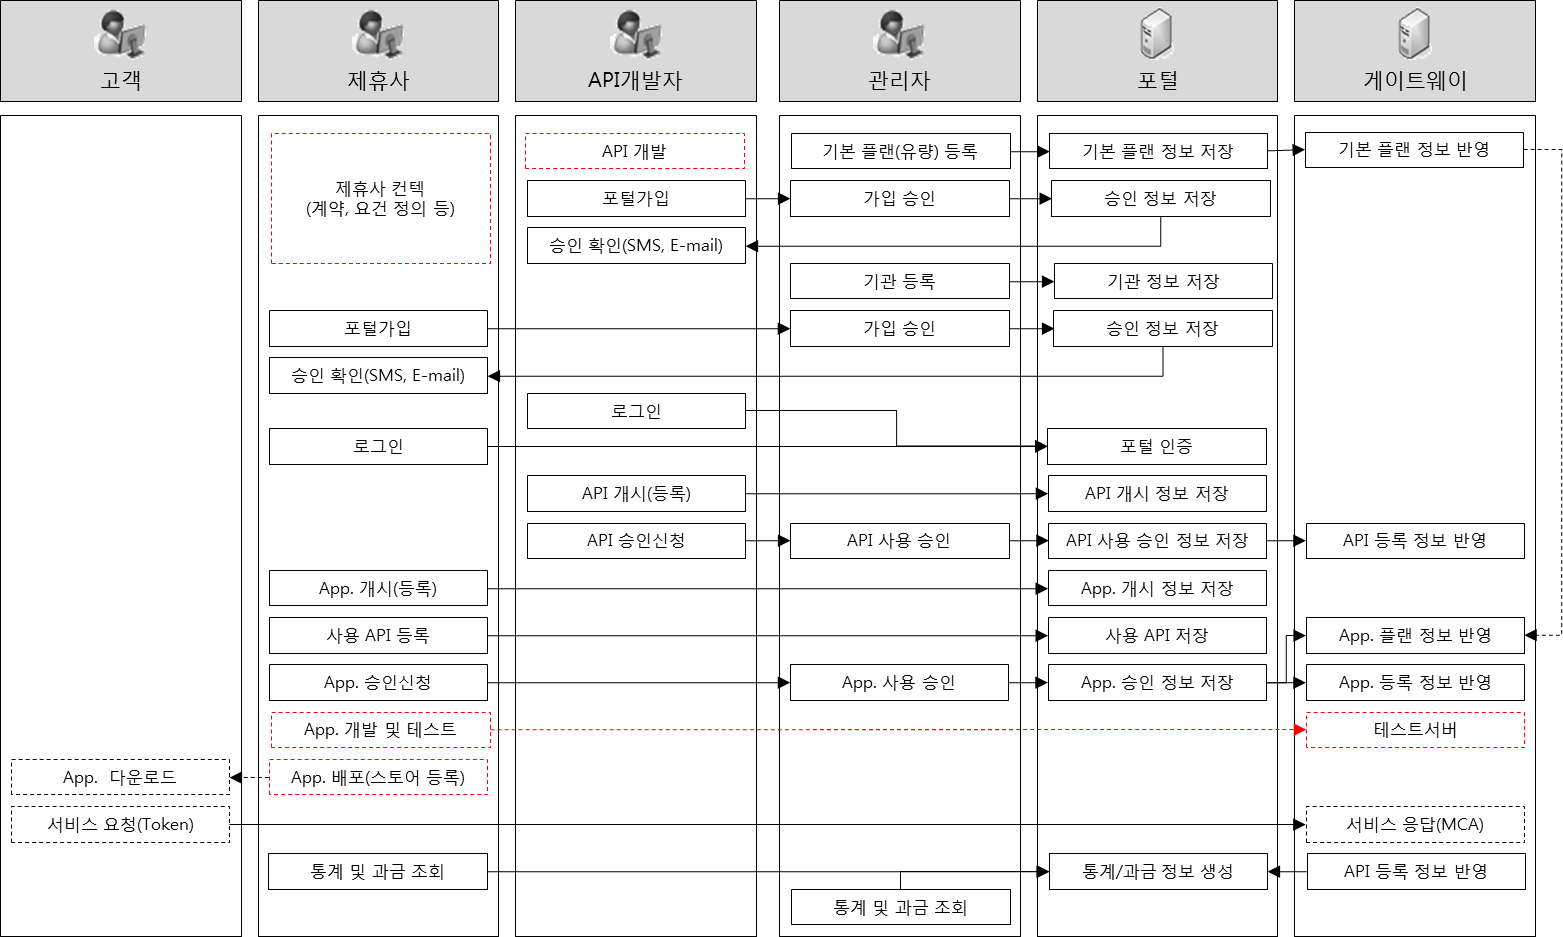 고객
제휴사
API개발자
관리자
포털
게이트웨이
제휴사 컨텍
(계약, 요건 정의 등)
API 개발
기본 플랜(유량) 등록
기본 플랜 정보 저장
기본 플랜 정보 반영
포털가입
가입 승인
승인 정보 저장
승인 확인(SMS, E-mail)
기관 등록
기관 정보 저장
포털가입
가입 승인
승인 정보 저장
승인 확인(SMS, E-mail)
로그인
로그인
포털 인증
API 개시(등록)
API 개시 정보 저장
API 승인신청
API 사용 승인
API 사용 승인 정보 저장
API 등록 정보 반영
App. 개시(등록)
App. 개시 정보 저장
사용 API 등록
사용 API 저장
App. 플랜 정보 반영
App. 승인신청
App. 사용 승인
App. 승인 정보 저장
App. 등록 정보 반영
App. 개발 및 테스트
테스트서버
App. 다운로드
App. 배포(스토어 등록)
서비스 요청(Token)
서비스 응답(MCA)
통계 및 과금 조회
통계/과금 정보 생성
API 등록 정보 반영
통계 및 과금 조회